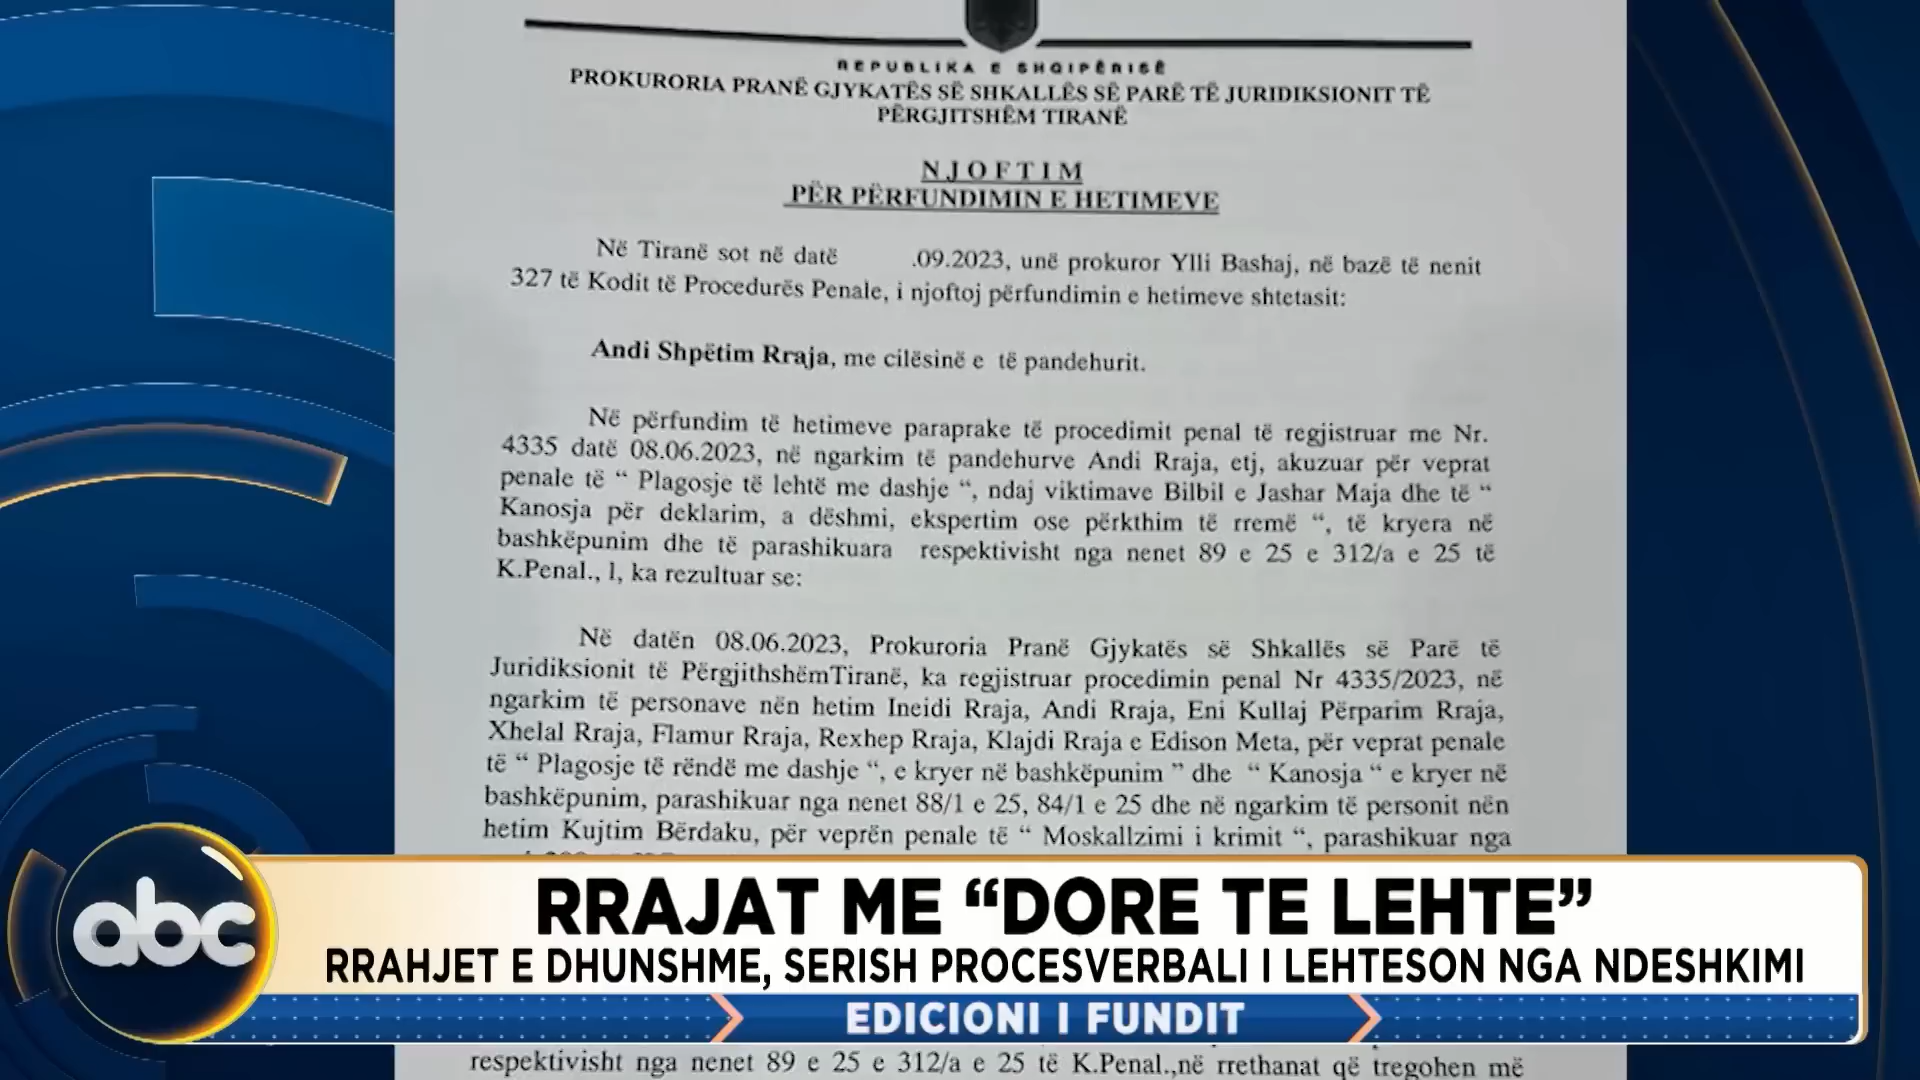 REPUBLIKA E SHQIPËRISË
PROKURORIA PRANË GJYKATËS SË SHKALLËS SË PARË TË JURIDIKSIONIT TË
PËRGJITSHËM TIRANË
NJOFTIM
PËR PËRFUNDIMIN E HETIMEVE
Në Tiranë sot në datë .09.2023, unë prokuror Ylli Bashaj, në bazë të nenit
327 të Kodit të Procedurës Penale, i njoftoj përfundimin e hetimeve shtetasit:
Andi Shpëtim Rraja, me cilësinë e të pandehurit.
Në përfundim të hetimeve paraprake të procedimit penal të regjistruar me Nr.
4335 datë 08.06.2023, në ngarkim të pandehurve Andi Rraja, etj, akuzuar për veprat
penale të “ Plagosje të lehtë me dashje “, ndaj viktimave Bilbil e Jashar Maja dhe të “
Kanosja për deklarim, a dëshmi, ekspertim ose përkthim të rremë “, të kryera në
bashkëpunim dhe të parashikuara respektivisht nga nenet 89 e 25 e 312/a e 25 të
K.Penal., l, ka rezultuar se:
Në datën 08.06.2023, Prokuroria Pranë Gjykatës së Shkallës së Parë të
Juridiksionit të PërgjithshëmTiranë, ka regjistruar procedimin penal Nr 4335/2023, në
ngarkim të personave nën hetim Ineidi Rraja, Andi Rraja, Eni Kullaj Përparim Rraja,
Xhelal Rraja, Flamur Rraja, Rexhep Rraja, Klajdi Rraja e Edison Meta, për veprat penale
të “ Plagosje të rëndë me dashje “, e kryer në bashkëpunim ” dhe “ Kanosja “ e kryer në
bashkëpunim, parashikuar nga nenet 88/1 e 25, 84/1 e 25 dhe në ngarkim të personit nën
hetim Kujtim Bërdaku, për veprën penale të “ Moskallzimi i krimit “, parashikuar nga
abc
RRAJAT ME “DORE TE LEHTE”
RRAHJET E DHUNSHME, SERISH PROCESVERBALI I LEHTESON NGA NDESHKIMI
EDICIONI I FUNDIT
respektivisht nga nenet 89 e 25 e 312/a e 25 të K.Penal.,në rrethanat që tregohen më